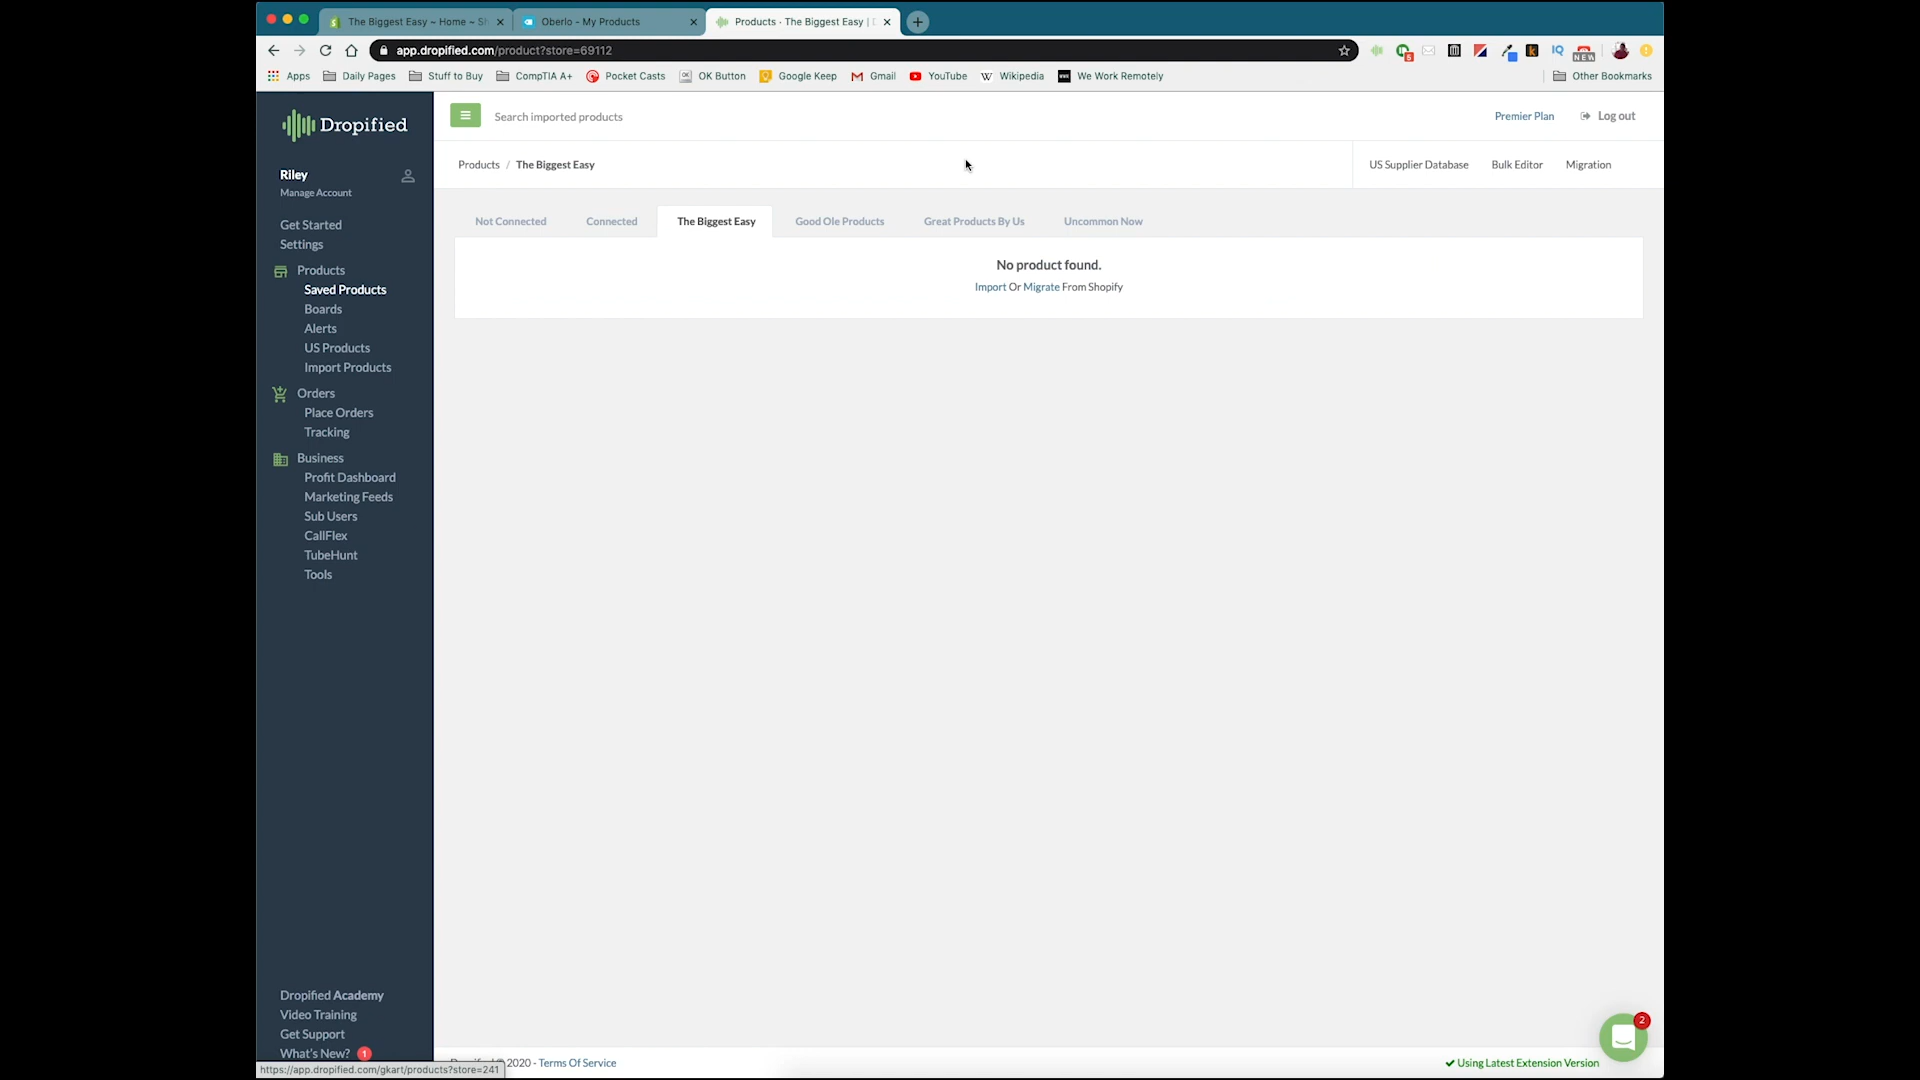 The Biggest Easy ~ Home ~ Sh
Oberlo - My Products
Products · The Biggest Easy | D
app.dropified.com/product?store=69112
5
NEW
Apps
Daily Pages
Stuff to Buy
CompTIA A+
Pocket Casts
OK Button
Google Keep
Gmail
YouTube
Wikipedia
We Work Remotely
Other Bookmarks
Dropified
Search imported products
Premier Plan
Log out
Riley
Manage Account
Products / The Biggest Easy
US Supplier Database
Bulk Editor
Migration
Get Started
Settings
Products
Saved Products
Boards
Alerts
US Products
Import Products
Orders
Place Orders
Tracking
Business
Profit Dashboard
Marketing Feeds
Sub Users
CallFlex
TubeHunt
Tools
Not Connected
Connected
The Biggest Easy
Good Ole Products
Great Products By Us
Uncommon Now
No product found.
Import Or Migrate From Shopify
Dropified Academy
Video Training
Get Support
What's New? 1
2
2020 - Terms Of Service
Using Latest Extension Version
https://app.dropified.com/gkart/products?store=241